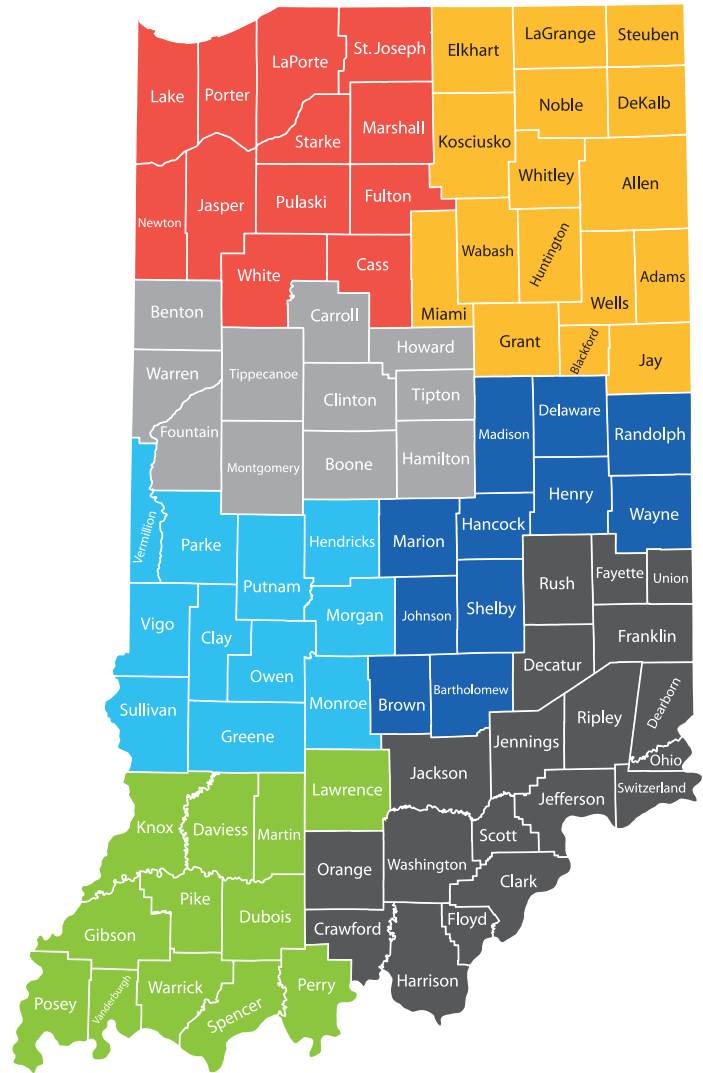 St. Joseph
LaGrange
Steuben
Elkhart
LaPorte
Lake
Porter
Noble
DeKalb
Marshall
Starke
Kosciusko
Whitley
Allen
Fulton
Pulaski
Jasper
Newton
Wabash
Huntington
Cass
White
Adams
Wells
Miami
Benton
Carroll
Grant
Blackford
Howard
Jay
Warren
Tippecanoe
Tipton
Clinton
Delaware
Fountain
Madison
Randolph
Hamilton
Boone
Montgomery
Henry
Wayne
Hancock
Vermillion
Parke
Hendricks
Marion
Putnam
Rush
Fayette
Union
Shelby
Johnson
Morgan
Vigo
Clay
Franklin
Decatur
Owen
Bartholomew
Brown
Monroe
Sullivan
Dearborn
Ripley
Greene
Jennings
Ohio
Jackson
Switzerland
Lawrence
Jefferson
Knox
Daviess
Martin
Scott
Washington
Orange
Clark
Pike
Dubois
Floyd
Crawford
Gibson
Harrison
Perry
Warrick
Vanderburgh
Posey
Spencer